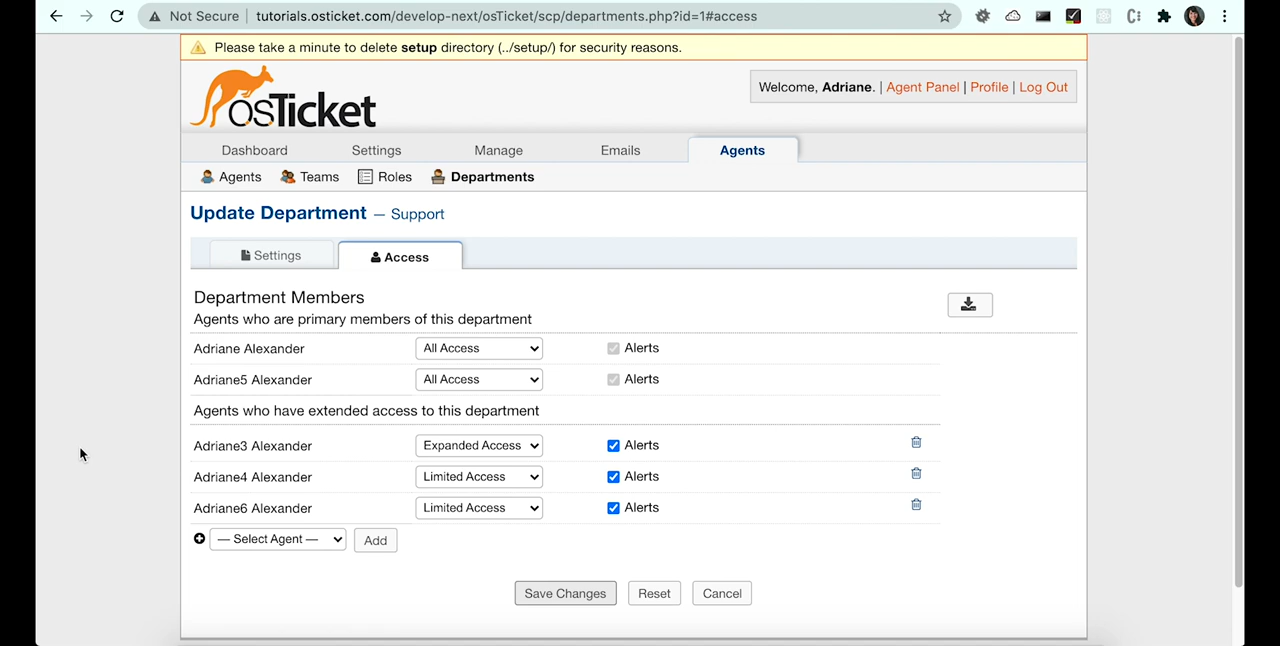 Not Secure | tutorials.osticket.com/develop-next/osTicket/scp/departments.php?id=1#access
Please take a minute to delete setup directory (../setup/) for security reasons.
osTicket
Welcome, Adriane. | Agent Panel | Profile | Log Out
Dashboard Settings Manage Emails Agents
Agents Teams Roles Departments
Update Department — Support
Settings Access
Department Members
Agents who are primary members of this department
Adriane Alexander All Access Alerts
Adriane5 Alexander All Access Alerts
Agents who have extended access to this department
Adriane3 Alexander Expanded Access Alerts
Adriane4 Alexander Limited Access Alerts
Adriane6 Alexander Limited Access Alerts
— Select Agent — Add
Save Changes Reset Cancel